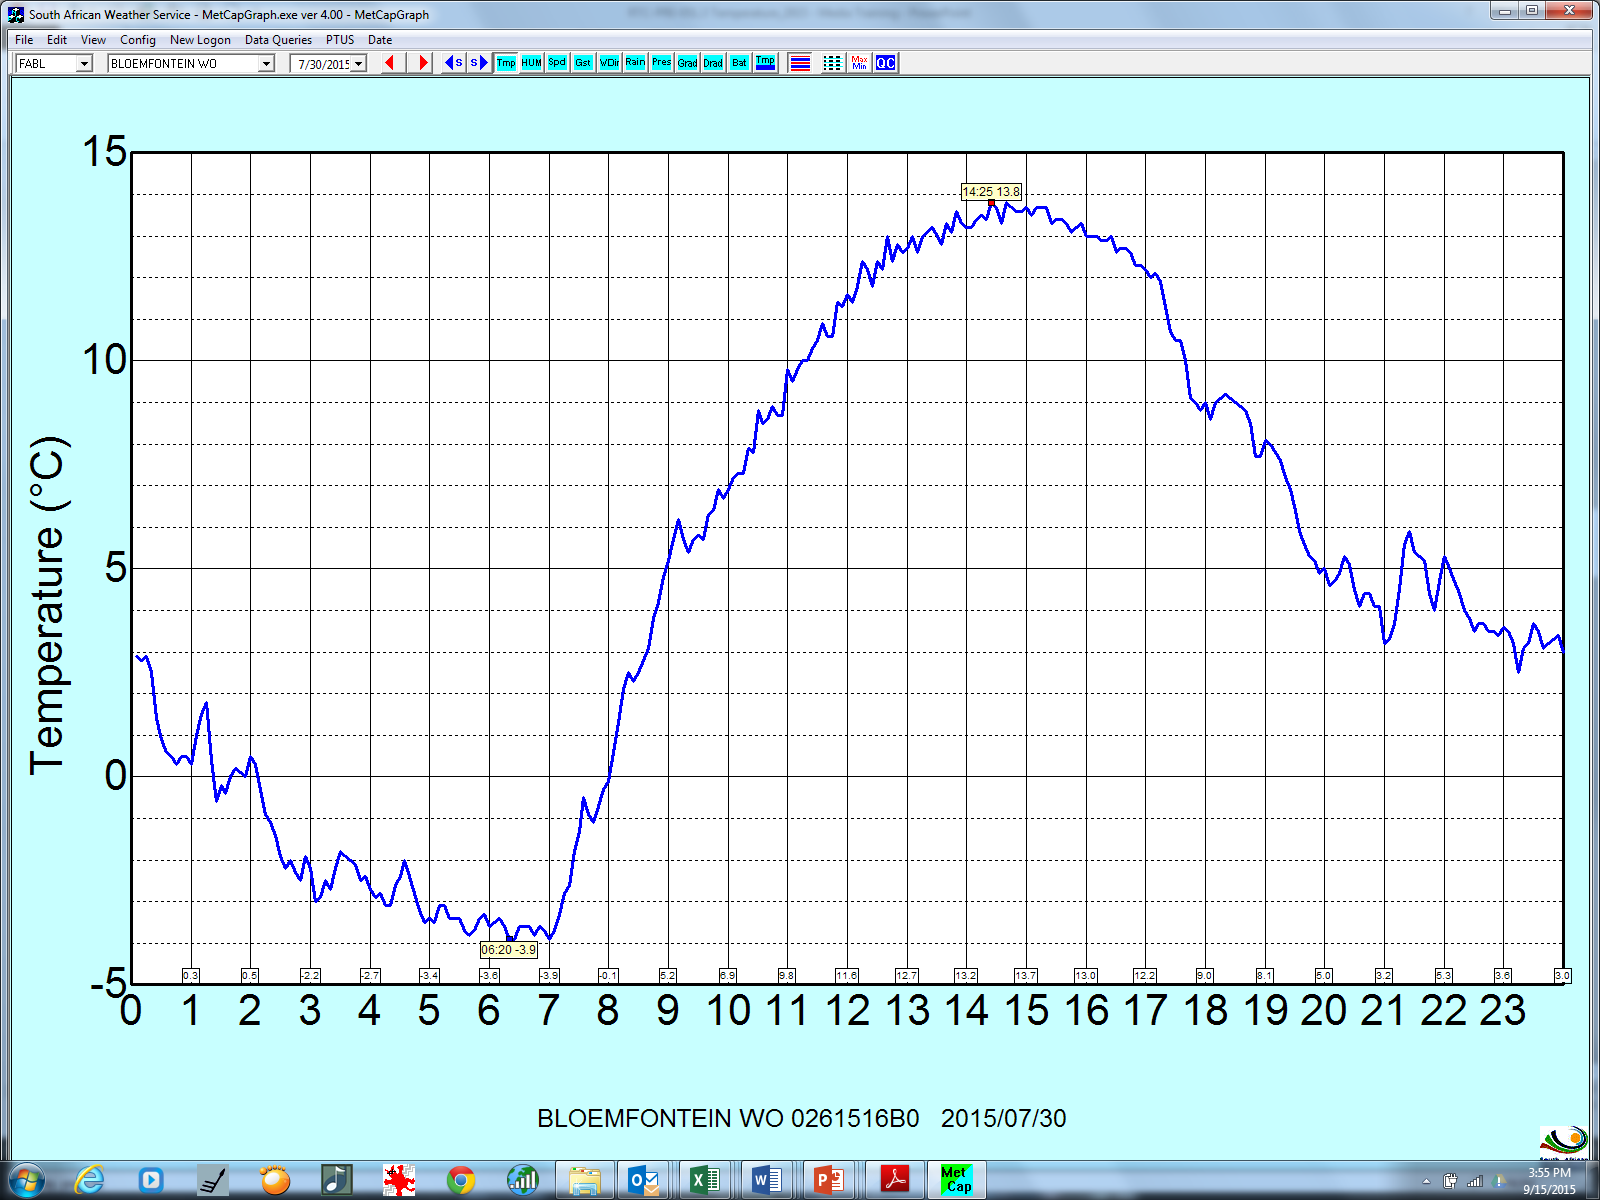 South African Weather Service - MetCapGraph.exe ver 4.00 - MetCapGraph
File Edit View Config New Logon Data Queries PTUS Date
FABL BLOEMFONTEIN WO 7/30/2015 S S Tmp HUM Spd Gst WDir Rain Pres Grad Drad Bat Tmp Max Min QC
15
14:25 13.8
10
Temperature (°C)
5
0
06:20 -3.9
-5
0.3 0.5 -2.2 -2.7 -3.4 -3.6 -3.9 -0.1 5.2 6.9 9.8 11.6 12.7 13.2 13.7 13.0 12.2 9.0 8.1 5.0 3.2 5.3 3.6 3.0
0 1 2 3 4 5 6 7 8 9 10 11 12 13 14 15 16 17 18 19 20 21 22 23
BLOEMFONTEIN WO 0261516B0 2015/07/30
Met
Cap
3:55 PM
9/15/2015